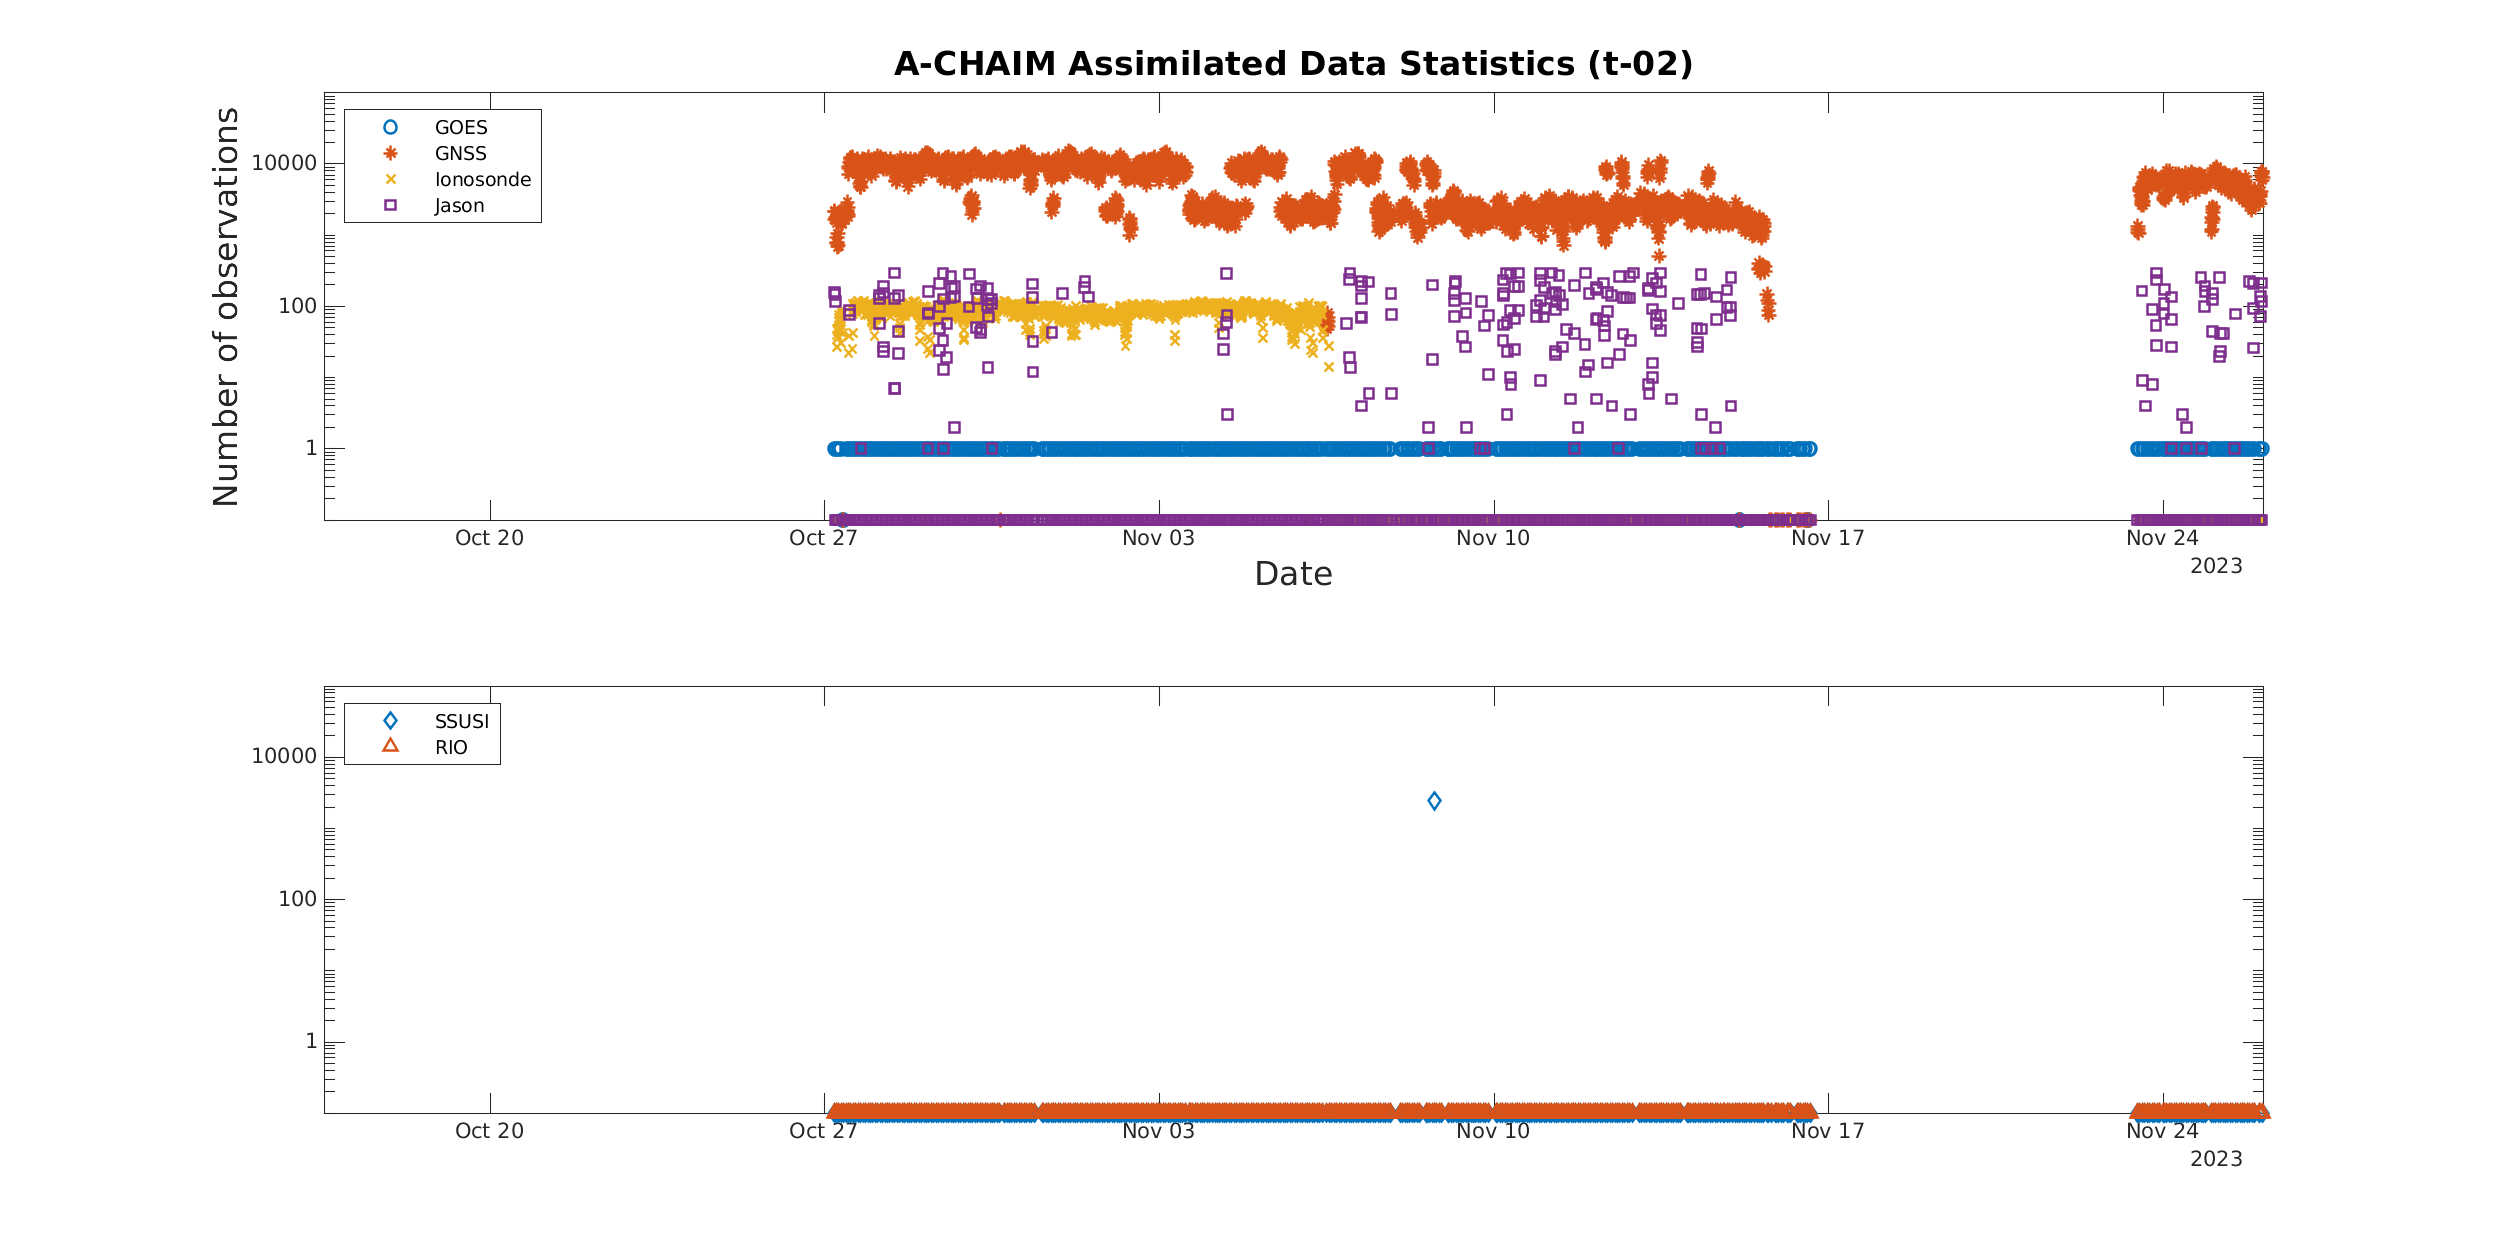 A-CHAIM Assimilated Data Statistics (t-02)
Number of observations
10000
100
1
GOES
GNSS
Ionosonde
Jason
Oct 20
Oct 27
Nov 03
Nov 10
Nov 17
Nov 24
2023
Date
10000
100
1
SSUSI
RIO
Oct 20
Oct 27
Nov 03
Nov 10
Nov 17
Nov 24
2023